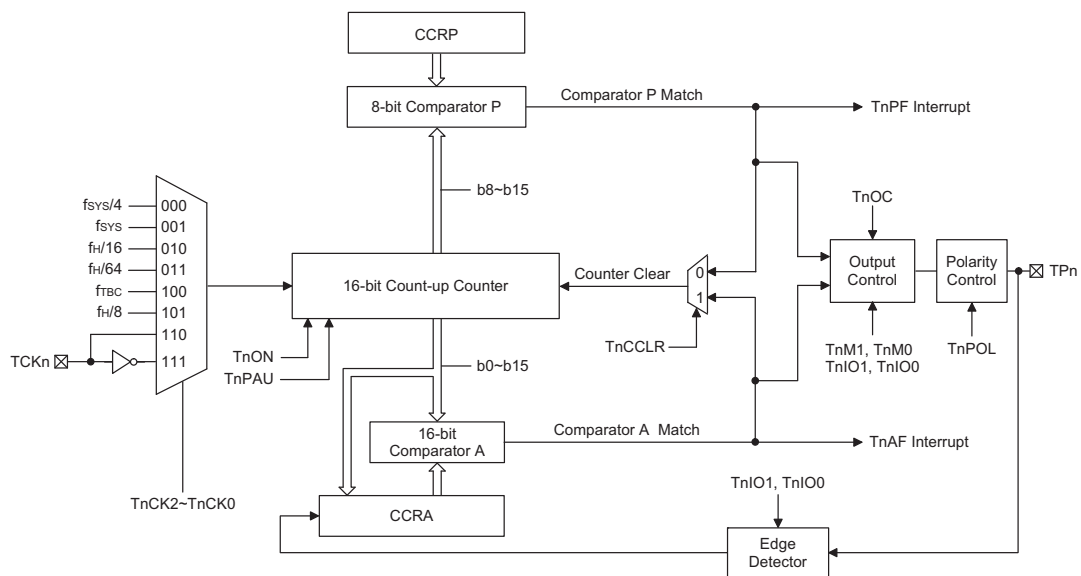 CCRP
8-bit Comparator P
Comparator P Match
TnPF Interrupt
b8~b15
fSYS/4
000
fSYS
001
fH/16
010
fH/64
011
fTBC
100
fH/8
101
110
111
TCKn
TnCK2~TnCK0
16-bit Count-up Counter
TnON
TnPAU
Counter Clear
0
1
TnCCLR
TnOC
Output
Control
TnM1, TnM0
TnIO1, TnIO0
Polarity
Control
TnPOL
TPn
b0~b15
16-bit
Comparator A
Comparator A Match
TnAF Interrupt
CCRA
TnIO1, TnIO0
Edge
Detector